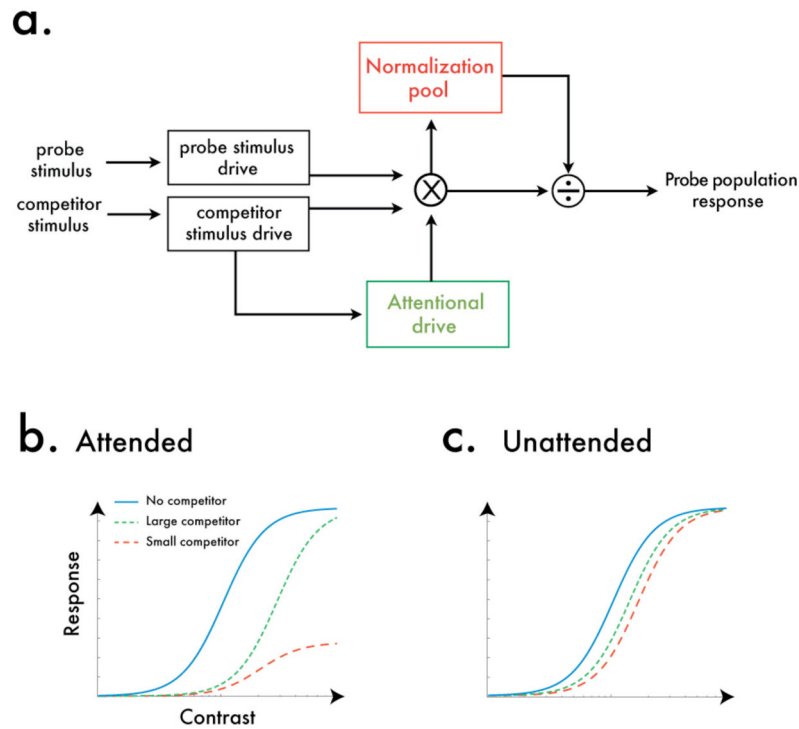 a.
Normalization
pool
probe
stimulus
probe stimulus
drive
competitor
stimulus
competitor
stimulus drive
Probe population
response
Attentional
drive
b. Attended
No competitor
Large competitor
Small competitor
Response
Contrast
c. Unattended